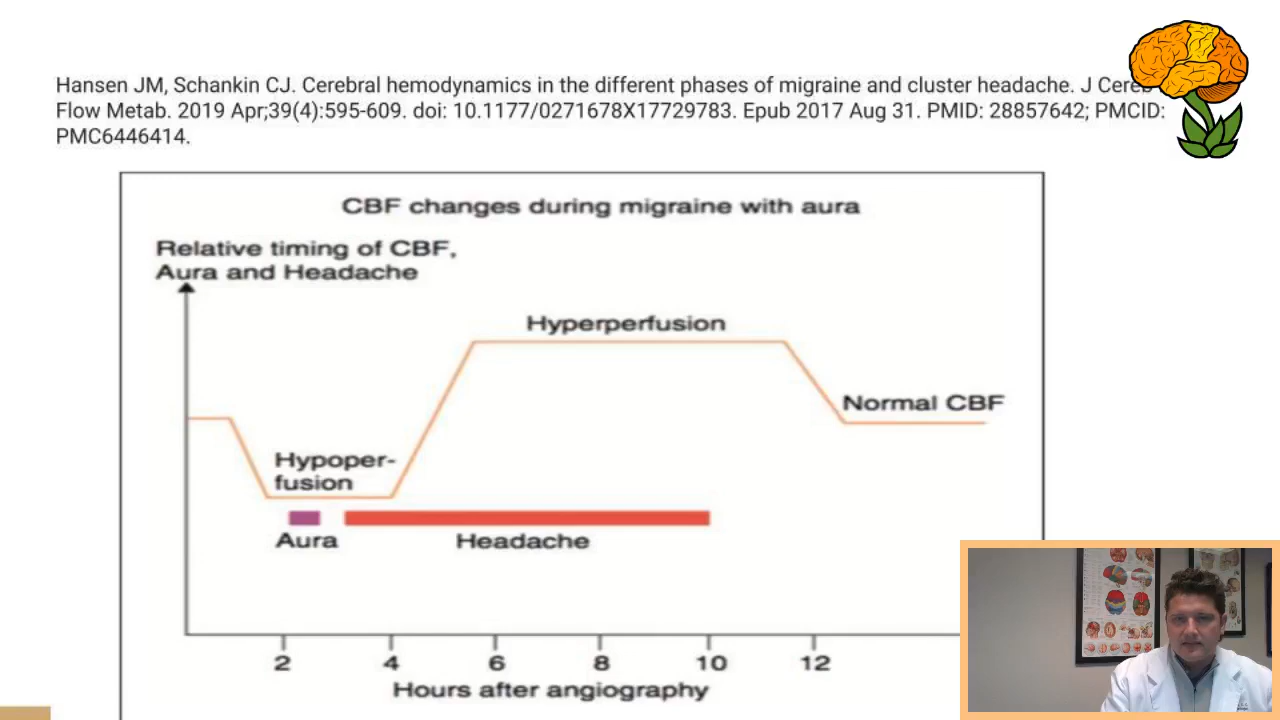 Hansen JM, Schankin CJ. Cerebral hemodynamics in the different phases of migraine and cluster headache. J Cereb
Flow Metab. 2019 Apr;39(4):595-609. doi: 10.1177/0271678X17729783. Epub 2017 Aug 31. PMID: 28857642; PMCID:
PMC6446414.
CBF changes during migraine with aura
Relative timing of CBF,
Aura and Headache
Hyperperfusion
Normal CBF
Hypoper-
fusion
Aura Headache
2 4 6 8 10 12
Hours after angiography